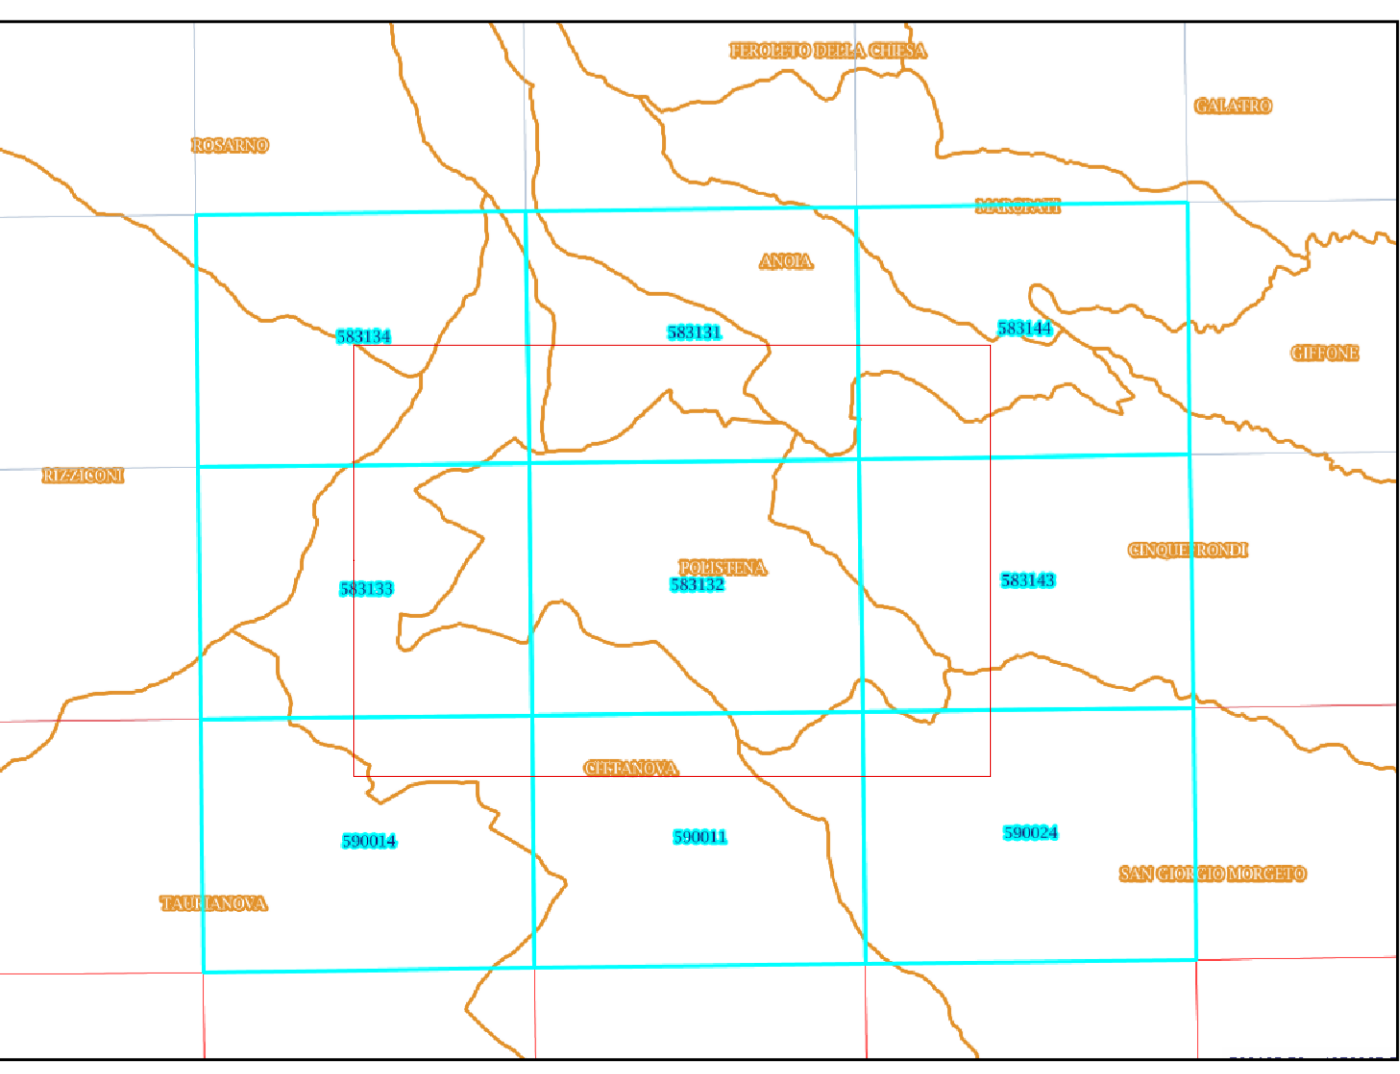 FEROLETO DELLA CHIESA
GALATRO
ROSARNO
MAROPATI
ANOIA
583134
583131
583144
GIFFONE
RIZZICONI
CINQUEFRONDI
POLISTENA
583133
583132
583143
CITTANOVA
590014
590011
590024
SAN GIORGIO MORGETO
TAURIANOVA